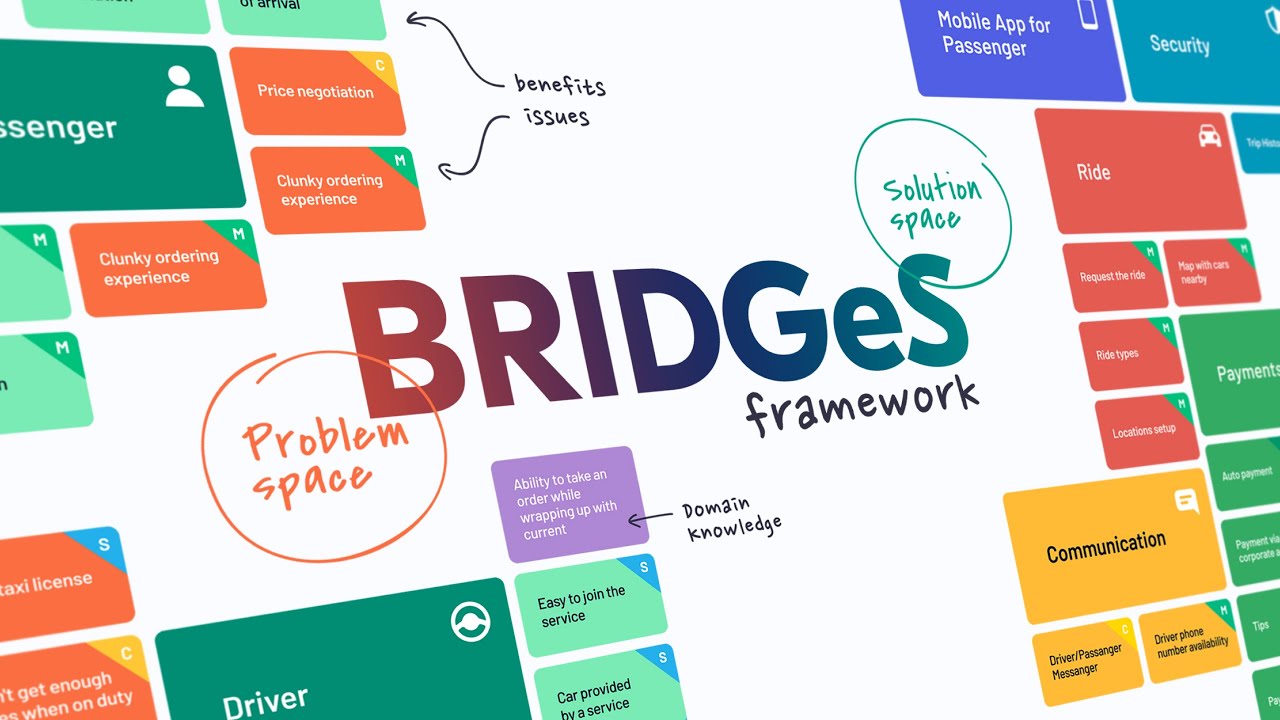 of arrival
Price negotiation
C
Clunky ordering
experience
M
M
Clunky ordering
experience
M
M
benefits
issues
Mobile App for
Passenger
Security
Ride
Request the ride
M
Map with cars
nearby
M
Ride types
M
Locations setup
M
Payments
Auto payment
Payment via
corporate
Tips
Solution
space
BRIDGeS
framework
Problem
space
Ability to take an
order while
wrapping up with
current
Domain
knowledge
Easy to join the
service
S
Car provided
by a service
S
taxi license
S
get enough
when on duty
C
Driver
Communication
Driver/Passanger
Messanger
C
Driver phone
number availability
M